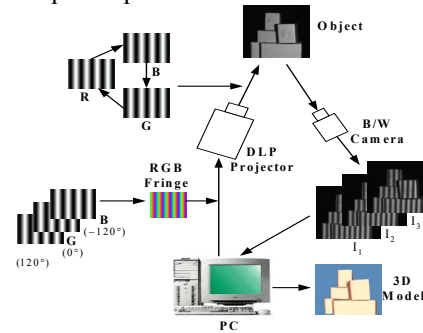 Object
B
R
G
B/W
Camera
DLP
Projector
RGB
Fringe
B
(−120°)
G
(0°)
(120°)
I3
I2
I1
3D
Model
PC